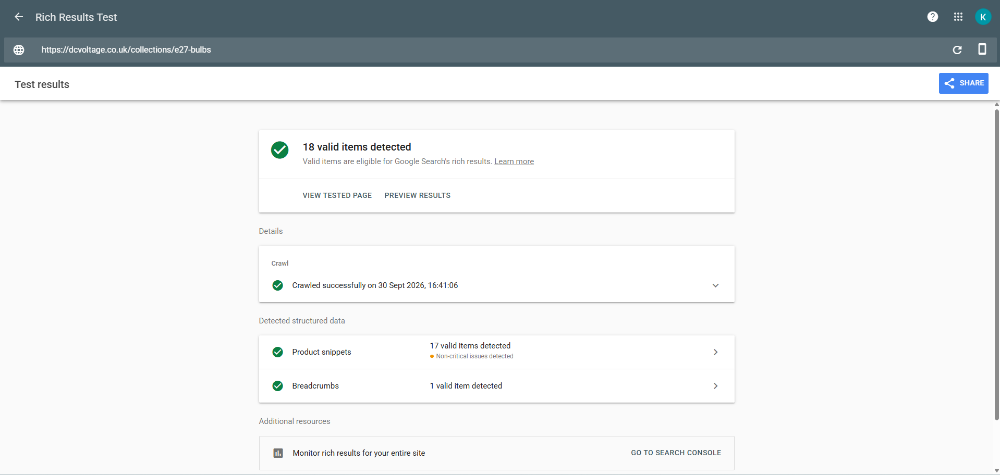 Rich Results Test
K
https://dcvoltage.co.uk/collections/e27-bulbs
Test results
SHARE
18 valid items detected
Valid items are eligible for Google Search's rich results. Learn more
VIEW TESTED PAGE PREVIEW RESULTS
Details
Crawl
Crawled successfully on 30 Sept 2026, 16:41:06
Detected structured data
Product snippets
17 valid items detected
Non-critical issues detected
Breadcrumbs
1 valid item detected
Additional resources
Monitor rich results for your entire site
GO TO SEARCH CONSOLE